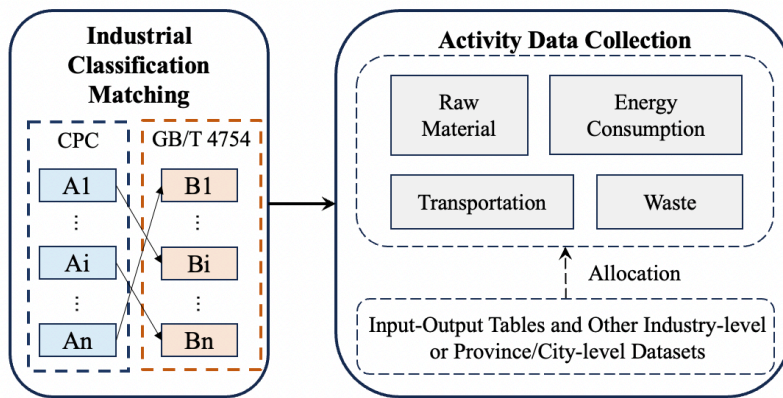 Industrial
Classification
Matching
CPC
GB/T 4754
A1
B1
...
...
Ai
Bi
...
...
An
Bn
Activity Data Collection
Raw
Material
Energy
Consumption
Transportation
Waste
Allocation
Input-Output Tables and Other Industry-level
or Province/City-level Datasets